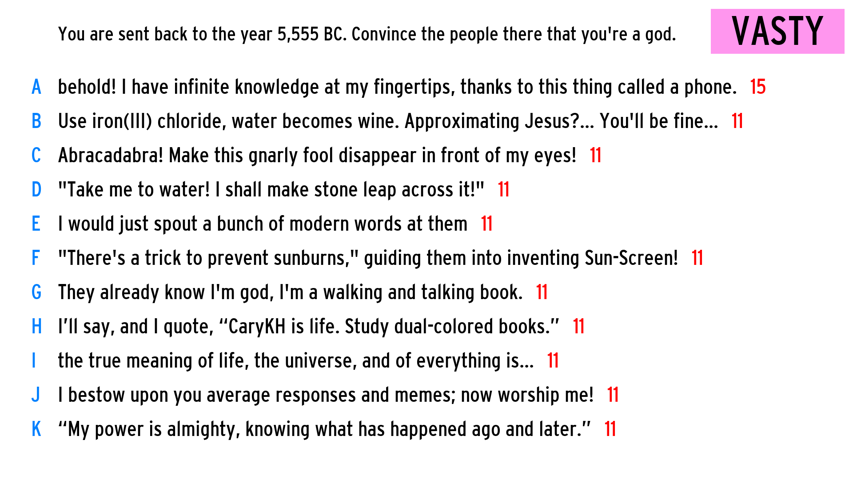 You are sent back to the year 5,555 BC. Convince the people there that you're a god.
VASTY
A behold! I have infinite knowledge at my fingertips, thanks to this thing called a phone. 15
B Use iron(III) chloride, water becomes wine. Approximating Jesus?... You'll be fine... 11
C Abracadabra! Make this gnarly fool disappear in front of my eyes! 11
D "Take me to water! I shall make stone leap across it!" 11
E I would just spout a bunch of modern words at them 11
F "There's a trick to prevent sunburns," guiding them into inventing Sun-Screen! 11
G They already know I'm god, I'm a walking and talking book. 11
H I’ll say, and I quote, “CaryKH is life. Study dual-colored books.” 11
I the true meaning of life, the universe, and of everything is... 11
J I bestow upon you average responses and memes; now worship me! 11
K “My power is almighty, knowing what has happened ago and later.” 11